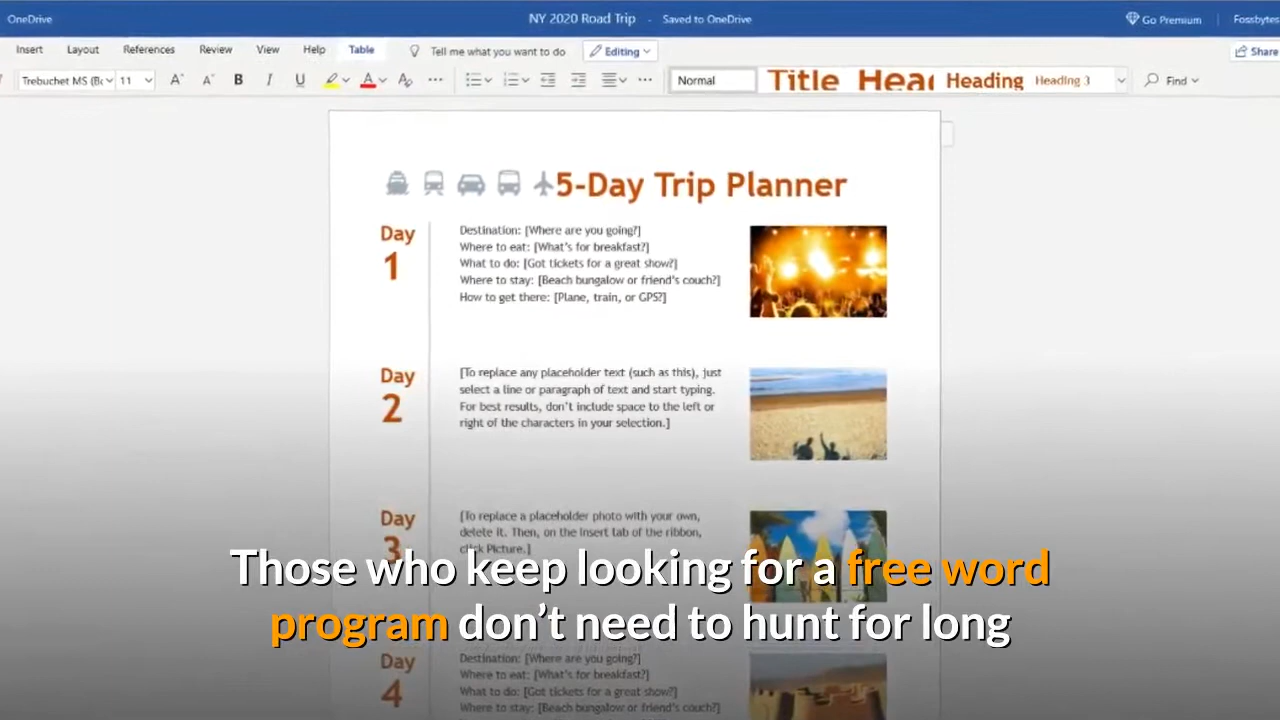 OneDrive NY 2020 Road Trip - Saved to OneDrive Go Premium Fossbytes
Insert Layout References Review View Help Table Tell me what you want to do Editing Share
Trebuchet MS (Bo 11 A A B I U A A Normal Title Head Heading Heading 3 Find
5-Day Trip Planner
Day
1
Destination: [Where are you going?]
Where to eat: [What's for breakfast?]
What to do: [Got tickets for a great show?]
Where to stay: [Beach bungalow or friend's couch?]
How to get there: [Plane, train, or GPS?]
Day
2
[To replace any placeholder text (such as this), just
select a line or paragraph of text and start typing.
For best results, don't include space to the left or
right of the characters in your selection.]
Day
3
[To replace a placeholder photo with your own,
delete it. Then, on the Insert tab of the ribbon,
click Picture.]
Those who keep looking for a free word
program don't need to hunt for long
Day
4
Destination: [Where are you going?]
Where to eat: [What's for breakfast?]
What to do: [Got tickets for a great show?]
Where to stay: [Beach bungalow or friend's couch?]